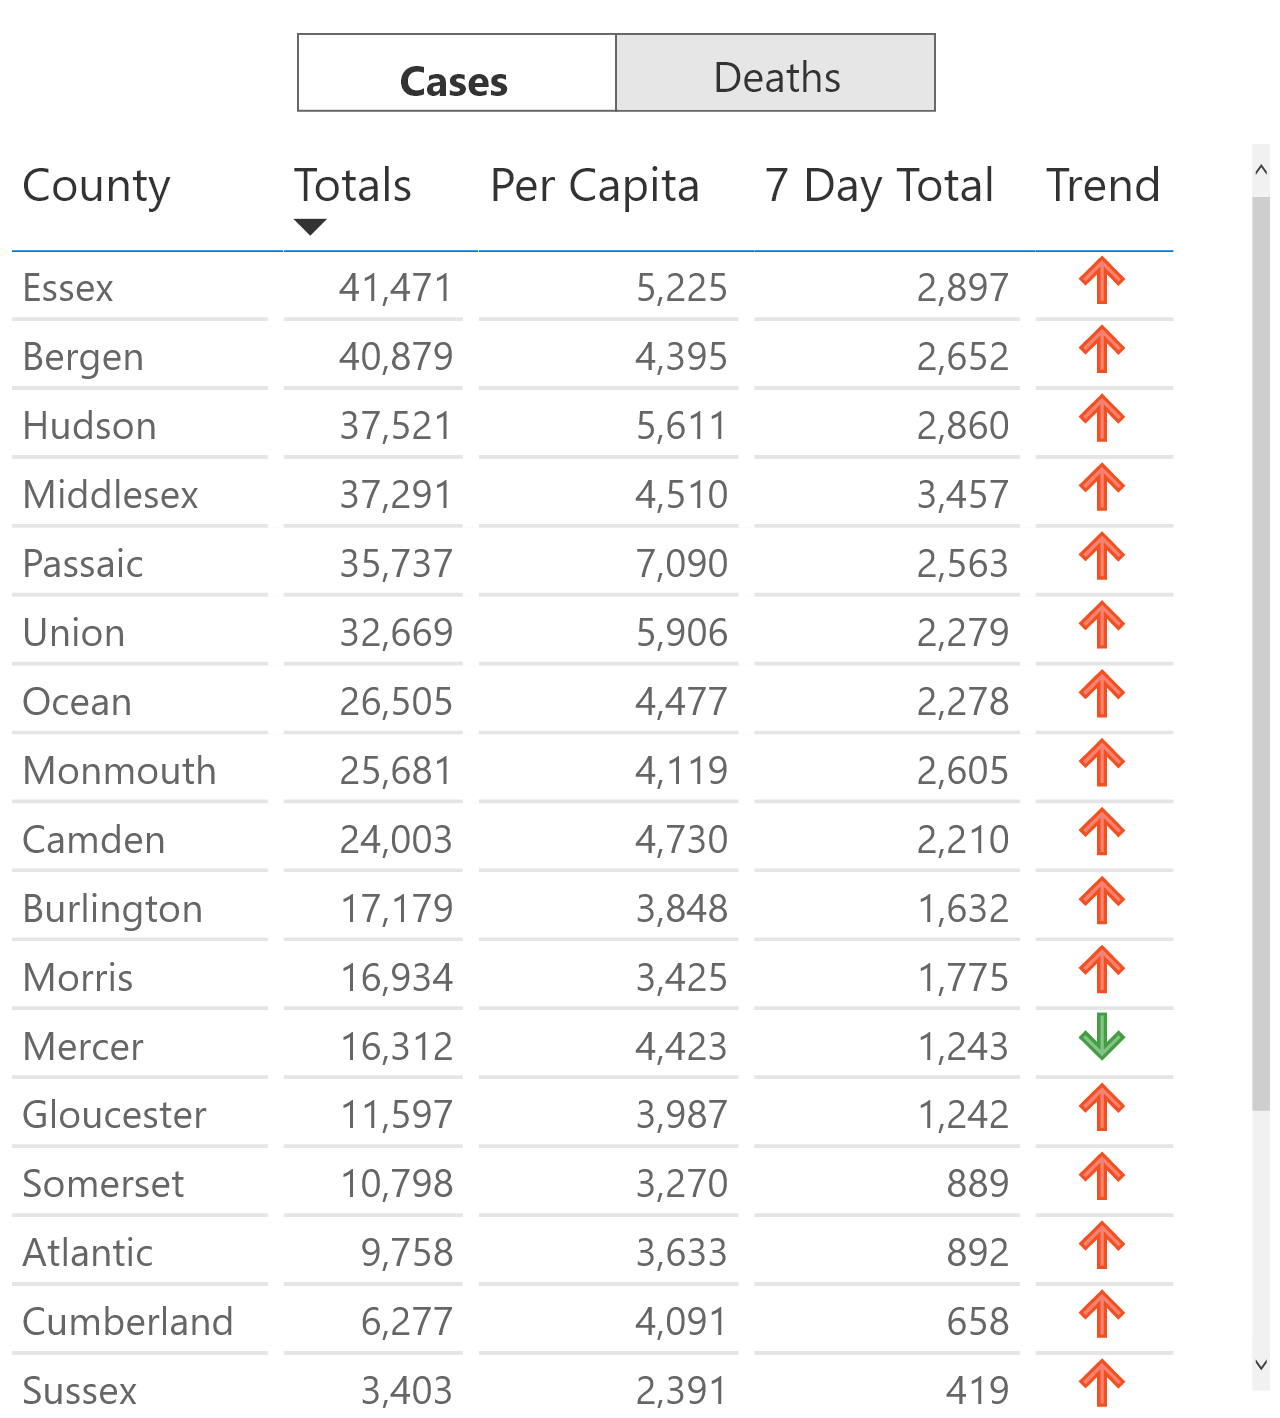 Cases Deaths
County Totals Per Capita 7 Day Total Trend
Essex 41,471 5,225 2,897
Bergen 40,879 4,395 2,652
Hudson 37,521 5,611 2,860
Middlesex 37,291 4,510 3,457
Passaic 35,737 7,090 2,563
Union 32,669 5,906 2,279
Ocean 26,505 4,477 2,278
Monmouth 25,681 4,119 2,605
Camden 24,003 4,730 2,210
Burlington 17,179 3,848 1,632
Morris 16,934 3,425 1,775
Mercer 16,312 4,423 1,243
Gloucester 11,597 3,987 1,242
Somerset 10,798 3,270 889
Atlantic 9,758 3,633 892
Cumberland 6,277 4,091 658
Sussex 3,403 2,391 419